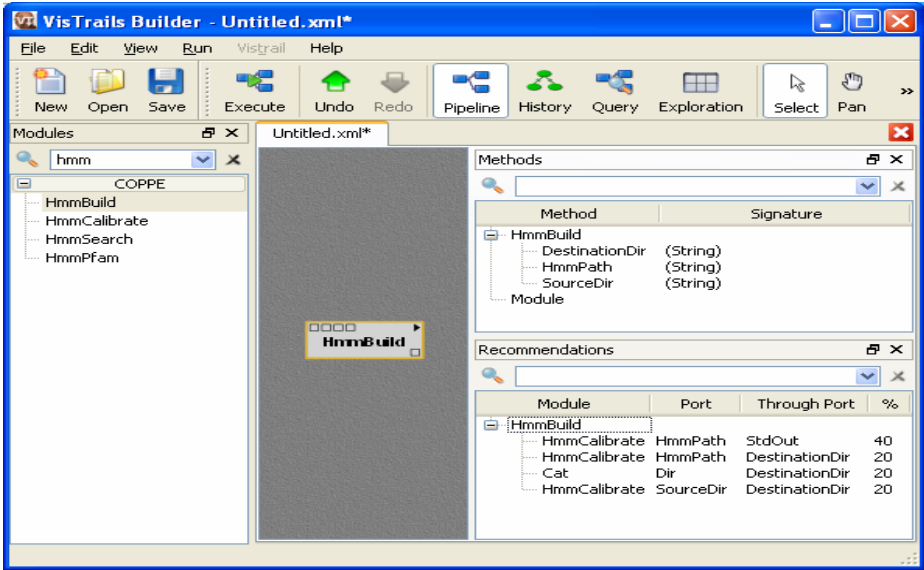 VisTrails Builder - Untitled.xml*
File Edit View Run Vistrail Help
New Open Save Execute Undo Redo Pipeline History Query Exploration Select Pan »
Modules
hmm
COPPE
HmmBuild
HmmCalibrate
HmmSearch
HmmPfam
Untitled.xml*
HmmBuild
Methods
Method Signature
HmmBuild
DestinationDir (String)
HmmPath (String)
SourceDir (String)
Module
Recommendations
Module Port Through Port %
HmmBuild
HmmCalibrate HmmPath StdOut 40
HmmCalibrate HmmPath DestinationDir 20
Cat Dir DestinationDir 20
HmmCalibrate SourceDir DestinationDir 20